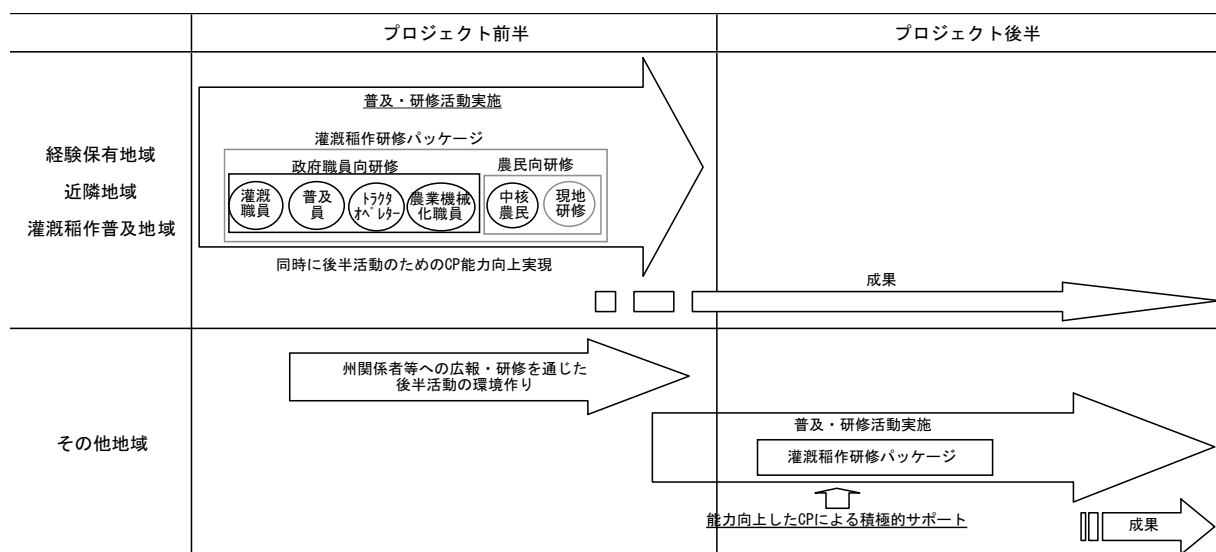 プロジェクト前半
プロジェクト後半
経験保有地域
近隣地域
灌漑稲作普及地域
普及・研修活動実施
灌漑稲作研修パッケージ
政府職員向研修
農民向研修
灌漑
職員
普及
員
トラクタ
オペレター
農業機械
化職員
中核
農民
現地
研修
同時に後半活動のためのCP能力向上実現
成果
その他地域
州関係者等への広報・研修を通じた
後半活動の環境作り
普及・研修活動実施
灌漑稲作研修パッケージ
能力向上したCPによる積極的サポート
成果